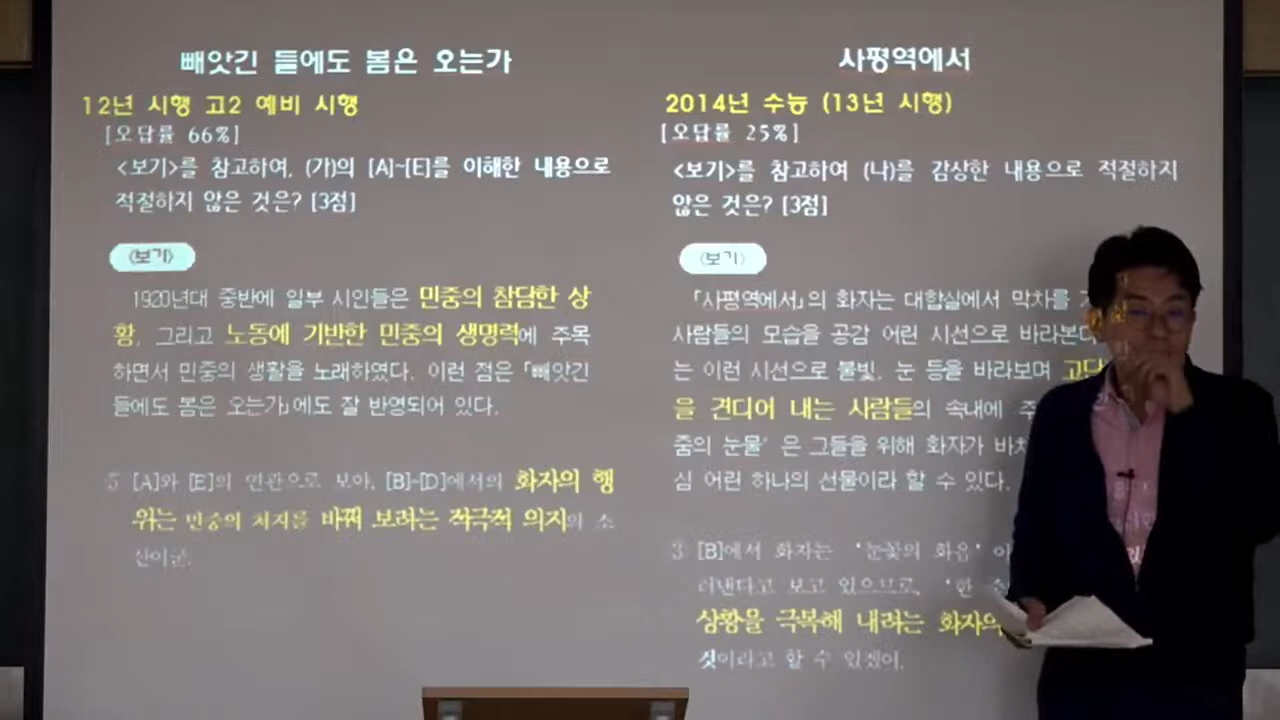 빼앗긴 들에도 봄은 오는가
12년 시행 고2 예비 시행
[오답률 66%]
<보기>를 참고하여, (가)의 [A]~[E]를 이해한 내용으로
적절하지 않은 것은? [3점]
<보기>
1920년대 중반에 일부 시인들은 민중의 참담한 상
황, 그리고 노동에 기반한 민중의 생명력에 주목
하면서 민중의 생활을 노래하였다. 이런 점은 「빼앗긴
들에도 봄은 오는가」에도 잘 반영되어 있다.
5 [A]와 [E]의 연관으로 보아, [B]~[D]에서의 화자의 행
위는 민중의 처지를 바꿔 보려는 적극적 의지의 소
산이군.
사평역에서
2014년 수능 (13년 시행)
[오답률 25%]
<보기>를 참고하여 (나)를 감상한 내용으로 적절하지
않은 것은? [3점]
<보기>
「사평역에서」의 화자는 대합실에서 막차를
사람들의 모습을 공감 어린 시선으로 바라본다
는 이런 시선으로 불빛, 눈 등을 바라보며
을 견디어 내는 사람들의 속내에
줌의 눈물' 은 그들을 위해 화자가
심 어린 하나의 선물이라 할 수 있다.
3 [B]에서 화자는 '눈꽃의 화음'
러낸다고 보고 있으므로, '한
상황을 극복해 내려는 화자의
것이라고 할 수 있겠어.